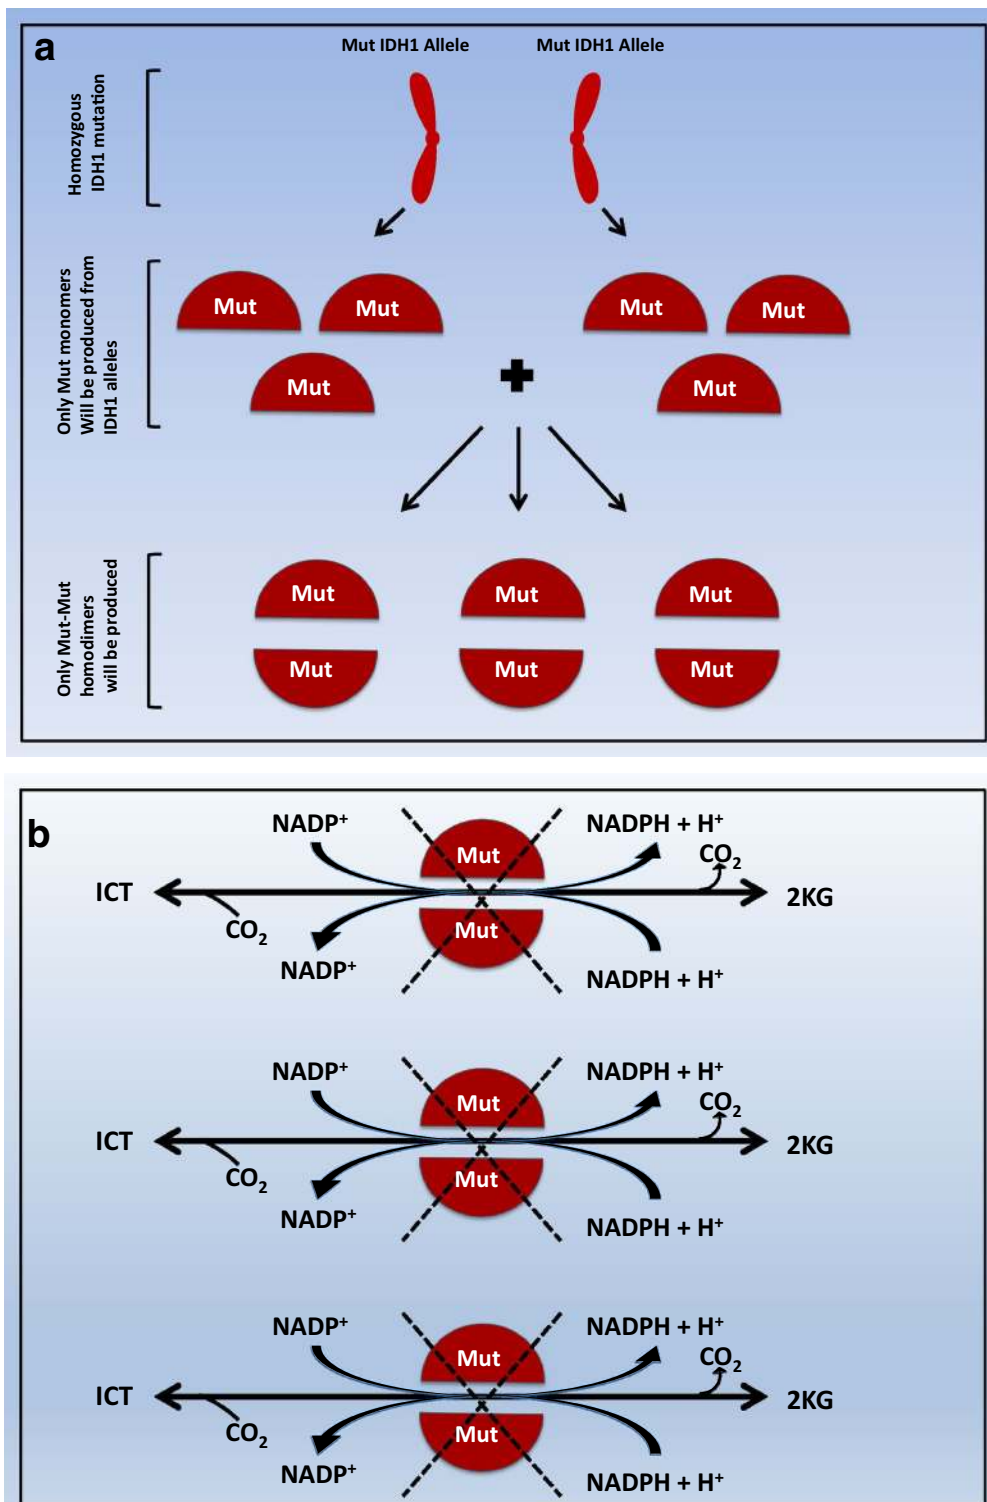 a
Mut IDH1 Allele
Mut IDH1 Allele
Homozygous
IDH1 mutation
Only Mut monomers
Will be produced from
IDH1 alleles
Mut
Mut
Mut
Mut
Mut
Mut
Only Mut-Mut
homodimers
will be produced
Mut
Mut
Mut
Mut
Mut
Mut
b
NADP⁺
Mut
NADPH + H⁺
CO₂
ICT
2KG
CO₂
Mut
NADP⁺
NADPH + H⁺
NADP⁺
Mut
NADPH + H⁺
CO₂
ICT
2KG
CO₂
Mut
NADP⁺
NADPH + H⁺
NADP⁺
Mut
NADPH + H⁺
CO₂
ICT
2KG
CO₂
Mut
NADP⁺
NADPH + H⁺